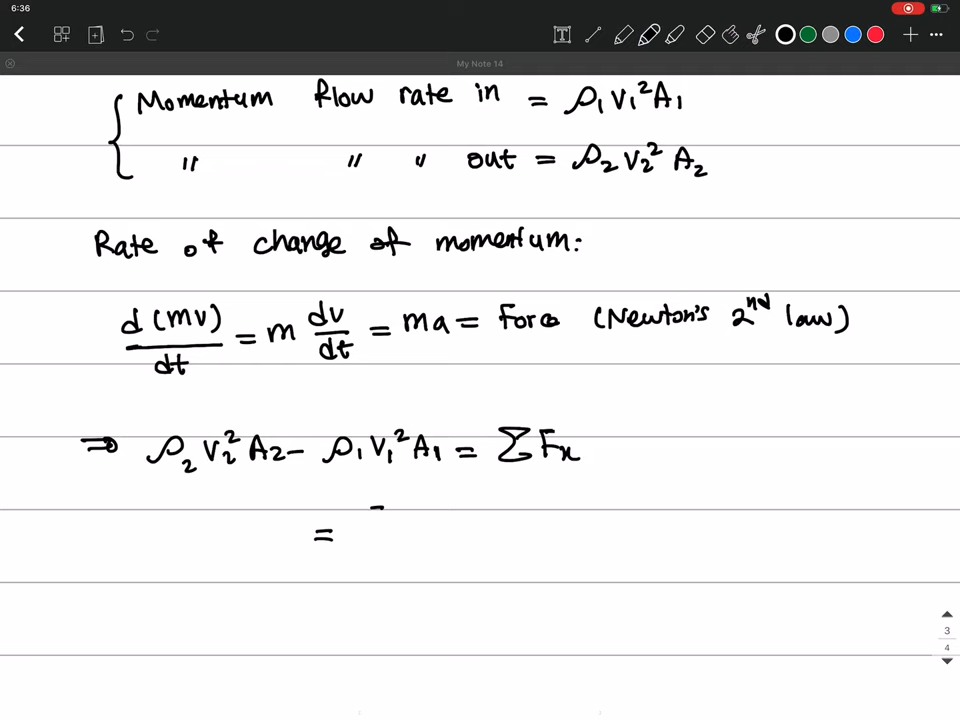 6:36
My Note 14
Momentum flow rate in = ρ₁V₁²A₁
" " " out = ρ₂V₂²A₂
Rate of change of momentum:
d(mv)/dt = m dv/dt = ma = Force (Newton's 2nd law)
⇒ ρ₂V₂²A₂ - ρ₁V₁²A₁ = ΣFx
=
3
4